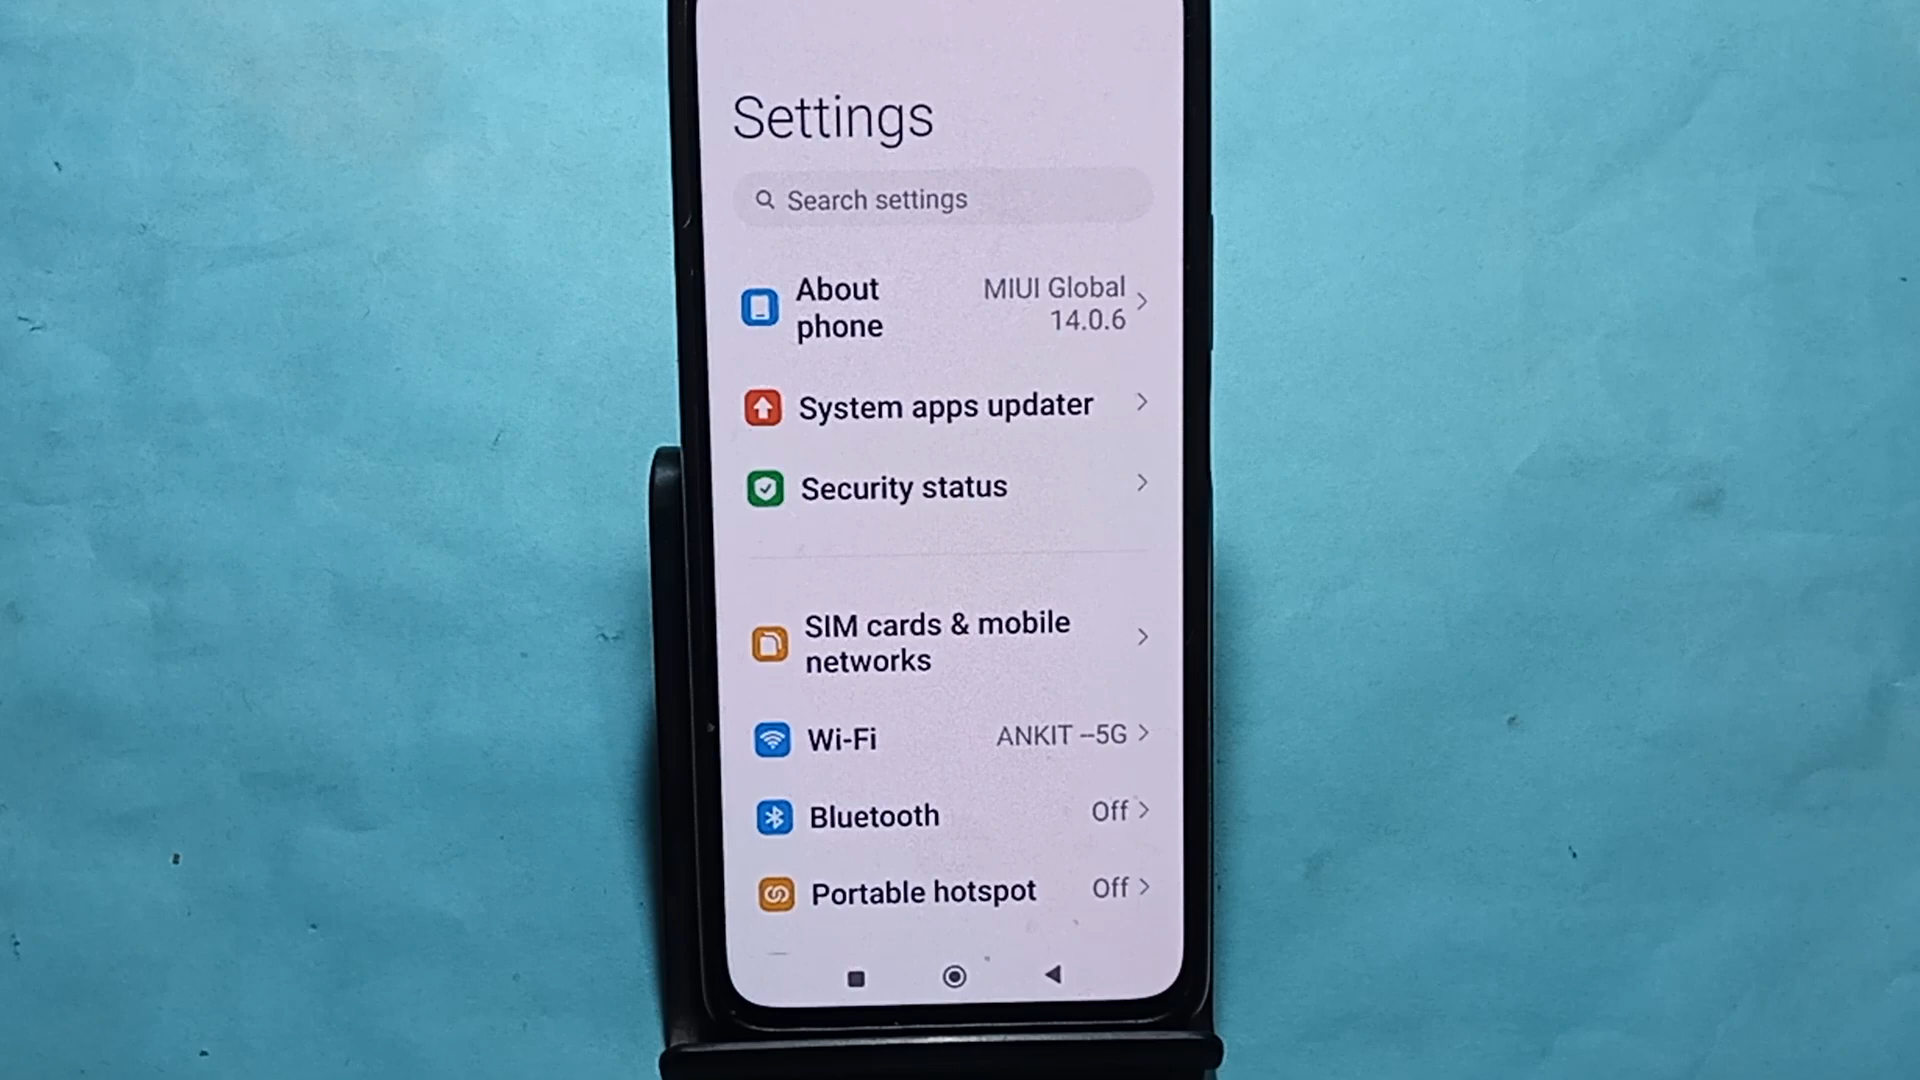 Settings
Search settings
About phone
MIUI Global 14.0.6
System apps updater
Security status
SIM cards & mobile
networks
Wi-Fi ANKIT --5G
Bluetooth Off
Portable hotspot Off